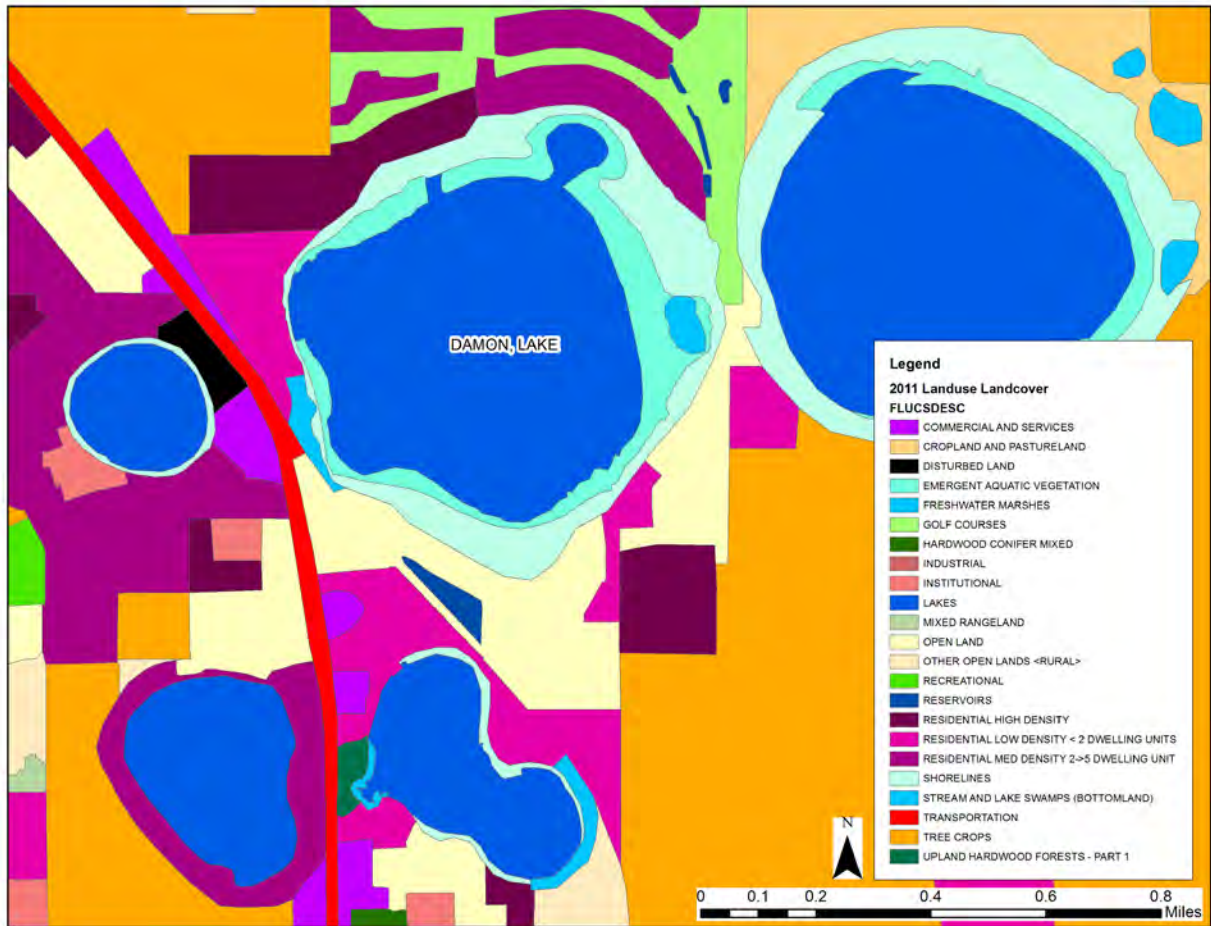 DAMON, LAKE
Legend
2011 Landuse Landcover
FLUCSDESC
COMMERCIAL AND SERVICES
CROPLAND AND PASTURELAND
DISTURBED LAND
EMERGENT AQUATIC VEGETATION
FRESHWATER MARSHES
GOLF COURSES
HARDWOOD CONIFER MIXED
INDUSTRIAL
INSTITUTIONAL
LAKES
MIXED RANGELAND
OPEN LAND
OTHER OPEN LANDS <RURAL>
RECREATIONAL
RESERVOIRS
RESIDENTIAL HIGH DENSITY
RESIDENTIAL LOW DENSITY < 2 DWELLING UNITS
RESIDENTIAL MED DENSITY 2->5 DWELLING UNIT
SHORELINES
STREAM AND LAKE SWAMPS (BOTTOMLAND)
TRANSPORTATION
TREE CROPS
UPLAND HARDWOOD FORESTS - PART 1
N
0 0.1 0.2 0.4 0.6 0.8
Miles